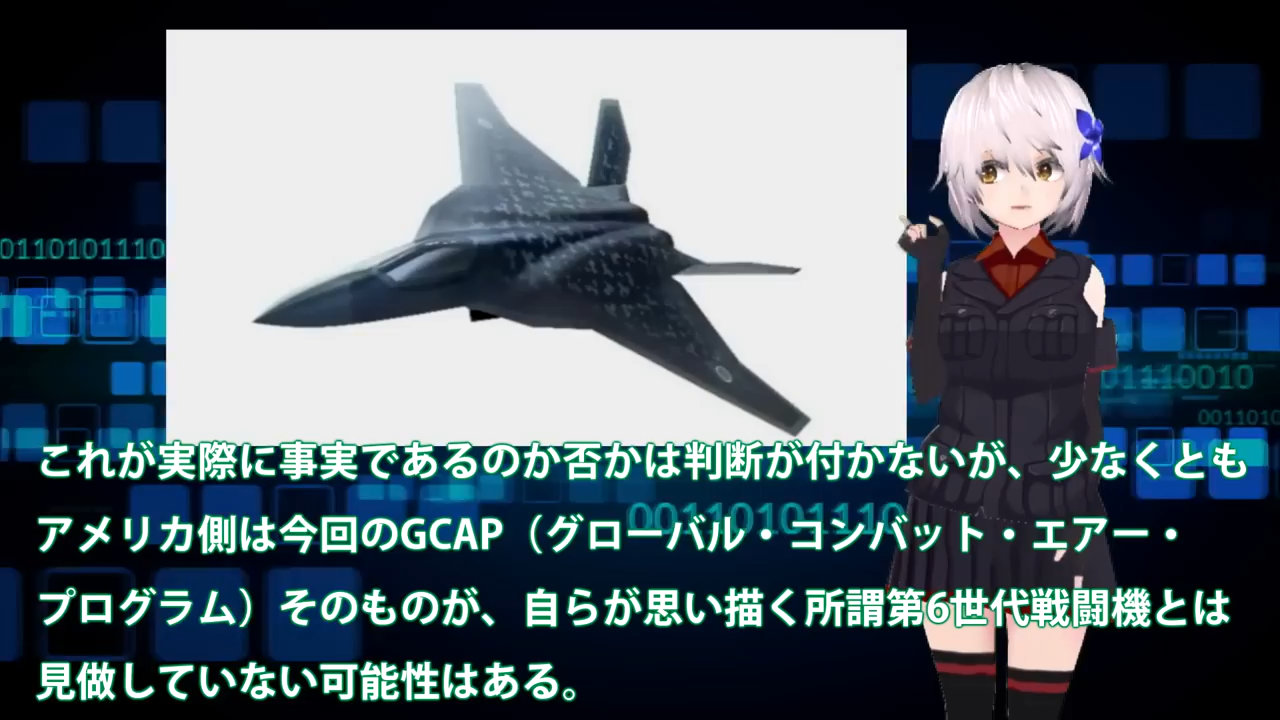 01101011110
01110010
0011010
これが実際に事実であるのか否かは判断が付かないが、少なくとも
00110101110
アメリカ側は今回のGCAP（グローバル・コンバット・エアー・
プログラム）そのものが、自らが思い描く所謂第6世代戦闘機とは
見做していない可能性はある。